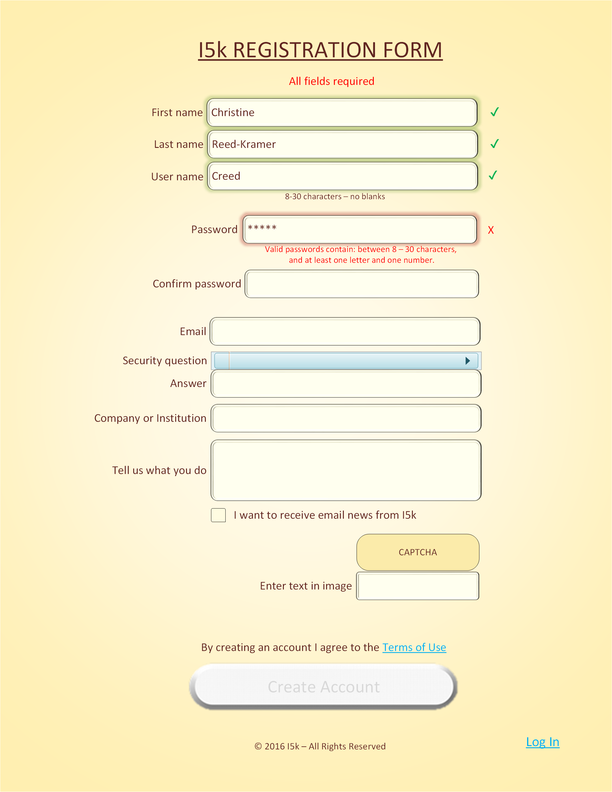 I5k REGISTRATION FORM
All fields required
First name Christine ✓
Last name Reed-Kramer ✓
User name Creed ✓
8-30 characters – no blanks
Password ***** X
Valid passwords contain: between 8 – 30 characters,
and at least one letter and one number.
Confirm password
Email
Security question
Answer
Company or Institution
Tell us what you do
I want to receive email news from I5k
CAPTCHA
Enter text in image
By creating an account I agree to the Terms of Use
Create Account
© 2016 I5k – All Rights Reserved
Log In